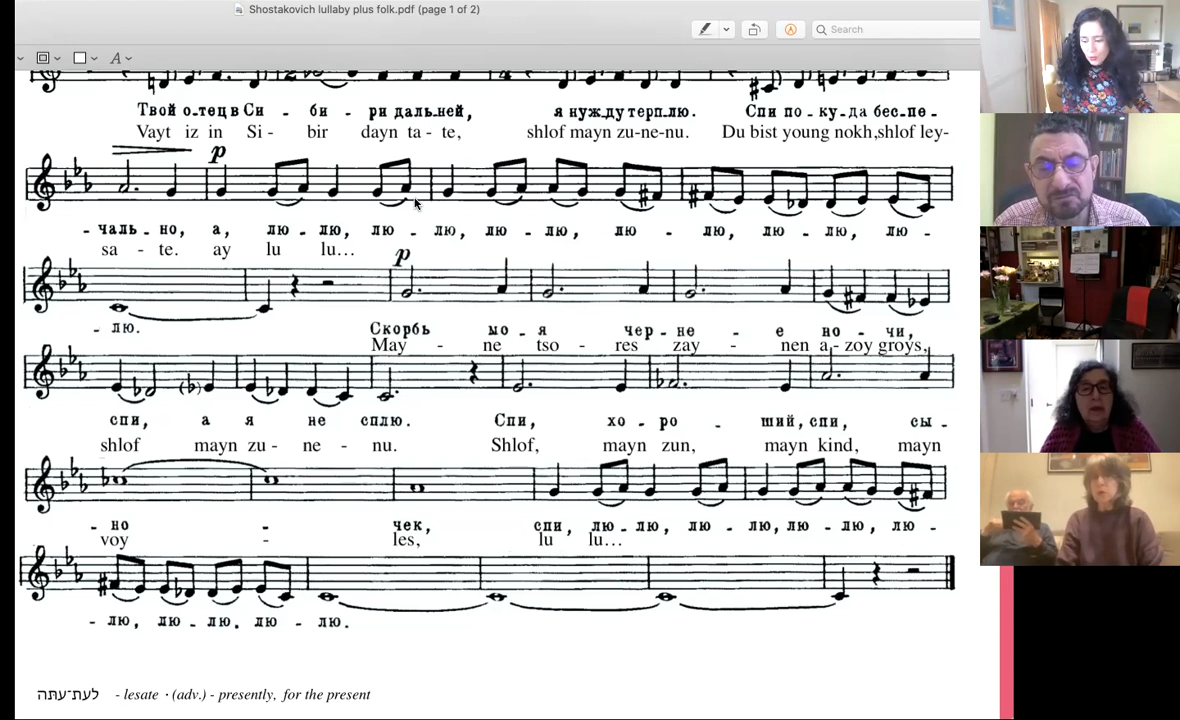 Shostakovich lullaby plus folk.pdf (page 1 of 2)
Search
A
Твой о-тец в Си - би - ри даль-ней, я нуж-ду терп-лю. Спи по - ку-да бес-пе-
Vayt iz in Si - bir dayn ta - te, shlof mayn zu-ne-nu. Du bist young nokh,shlof ley-
p
- чаль - но, а, лю - лю, лю - лю, лю - лю, лю - лю, лю - лю, лю -
sa - te. ay lu lu...
p
- лю. Скорбь мо - я чер - не - е но - чи,
May - ne tso - res zay - nen a - zoy groys,
спи, а я не сплю. Спи, хо - ро - ший, спи, сы -
shlof mayn zu - ne - nu. Shlof, mayn zun, mayn kind, mayn
- но - чек, спи, лю - лю, лю - лю, лю - лю, лю -
voy - les, lu lu...
- лю, лю - лю. лю - лю.
לעת־עתּה - lesate · (adv.) - presently, for the present